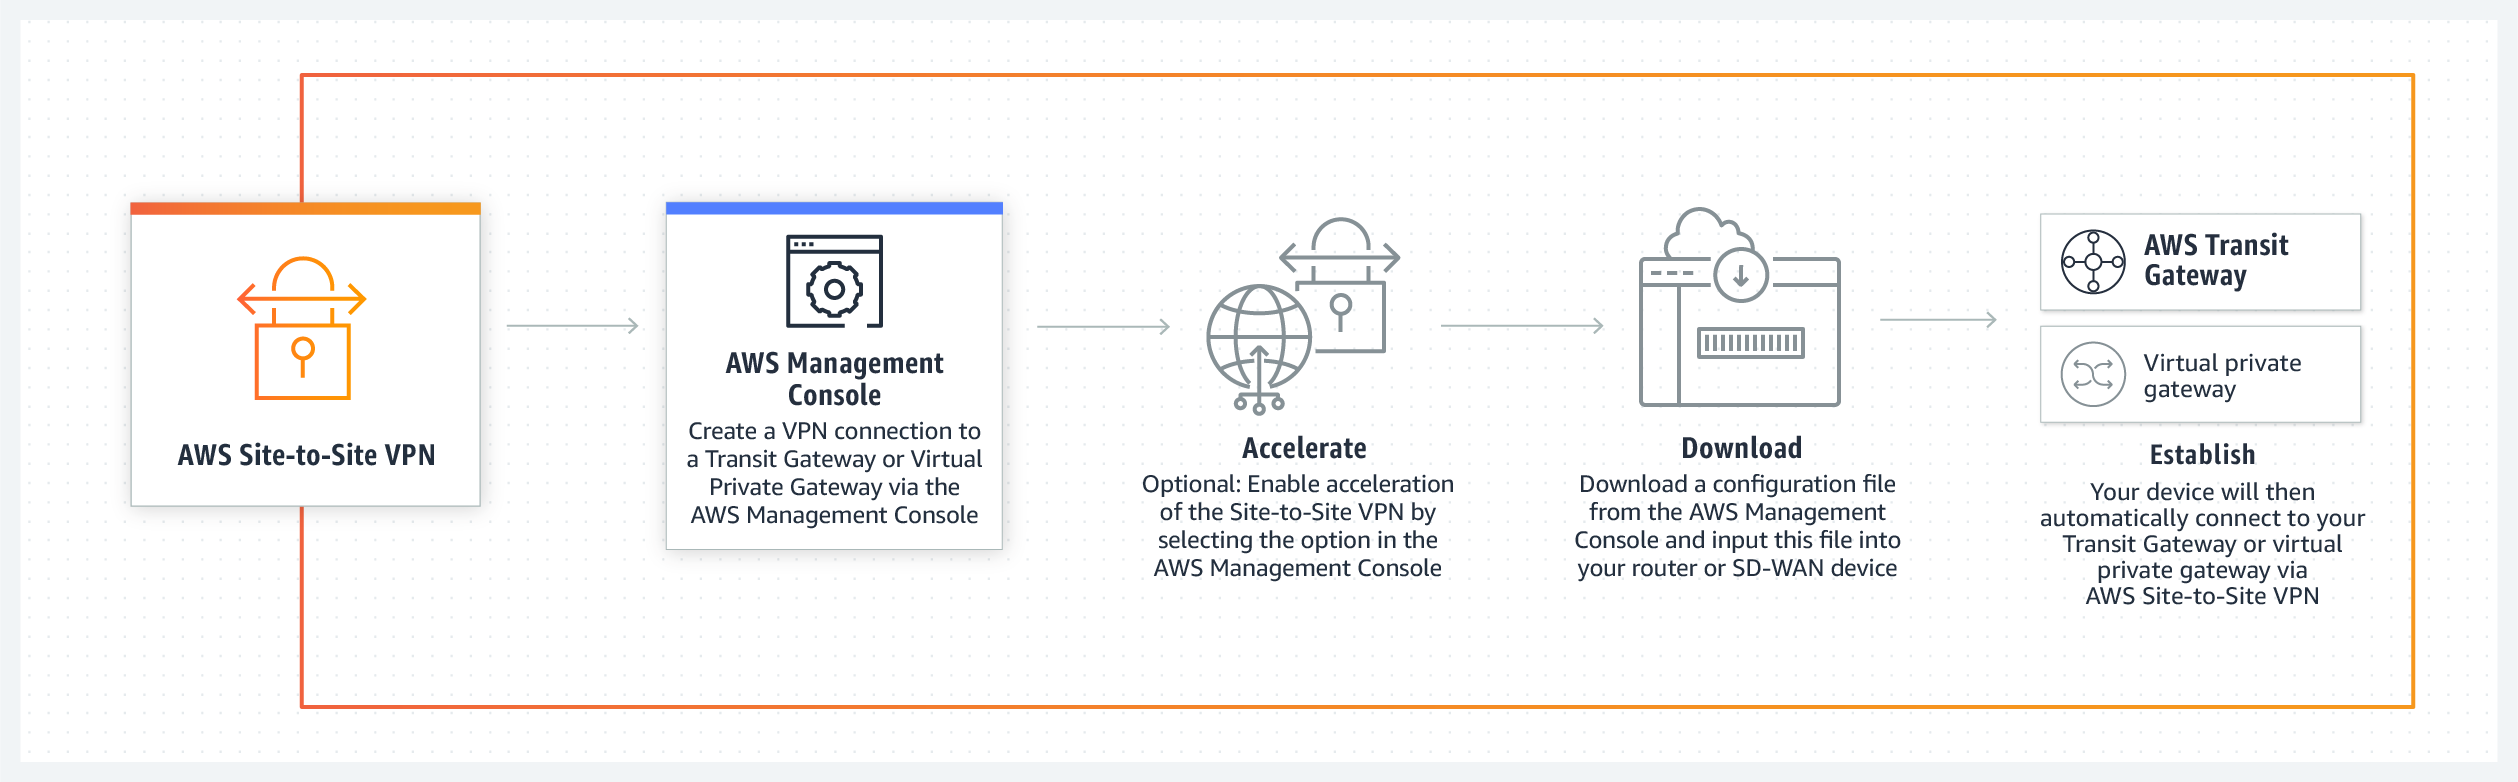 AWS Site-to-Site VPN
AWS Management
Console
Create a VPN connection to
a Transit Gateway or Virtual
Private Gateway via the
AWS Management Console
Accelerate
Optional: Enable acceleration
of the Site-to-Site VPN by
selecting the option in the
AWS Management Console
Download
Download a configuration file
from the AWS Management
Console and input this file into
your router or SD-WAN device
AWS Transit
Gateway
Virtual private
gateway
Establish
Your device will then
automatically connect to your
Transit Gateway or virtual
private gateway via
AWS Site-to-Site VPN